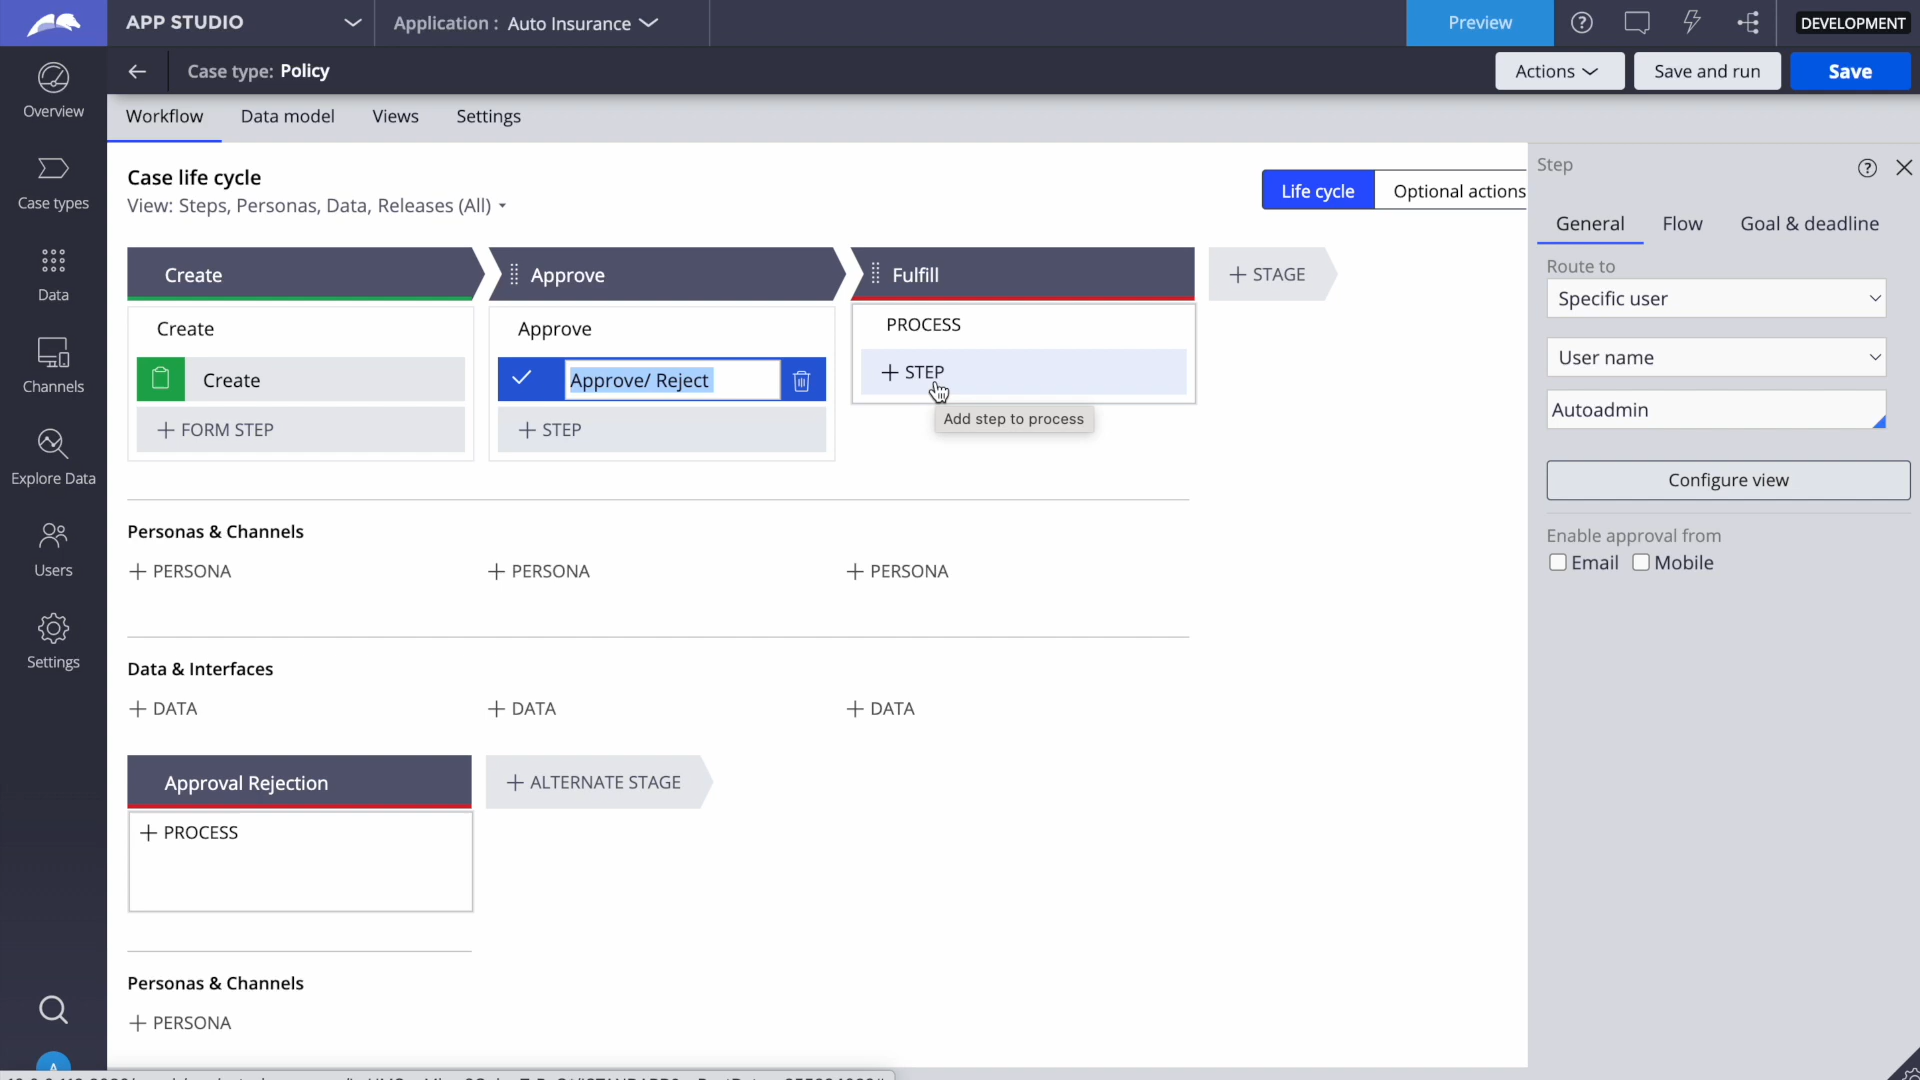 APP STUDIO
Application : Auto Insurance
Preview
DEVELOPMENT
Case type: Policy
Actions
Save and run
Save
Overview
Case types
Data
Channels
Explore Data
Users
Settings
Workflow
Data model
Views
Settings
Case life cycle
View: Steps, Personas, Data, Releases (All)
Life cycle
Optional actions
Create
Approve
Fulfill
+ STAGE
Create
Approve
PROCESS
Create
Approve/ Reject
+ STEP
Add step to process
+ FORM STEP
+ STEP
Personas & Channels
+ PERSONA
+ PERSONA
+ PERSONA
Data & Interfaces
+ DATA
+ DATA
+ DATA
Approval Rejection
+ ALTERNATE STAGE
+ PROCESS
Personas & Channels
+ PERSONA
Step
General
Flow
Goal & deadline
Route to
Specific user
User name
Autoadmin
Configure view
Enable approval from
Email
Mobile